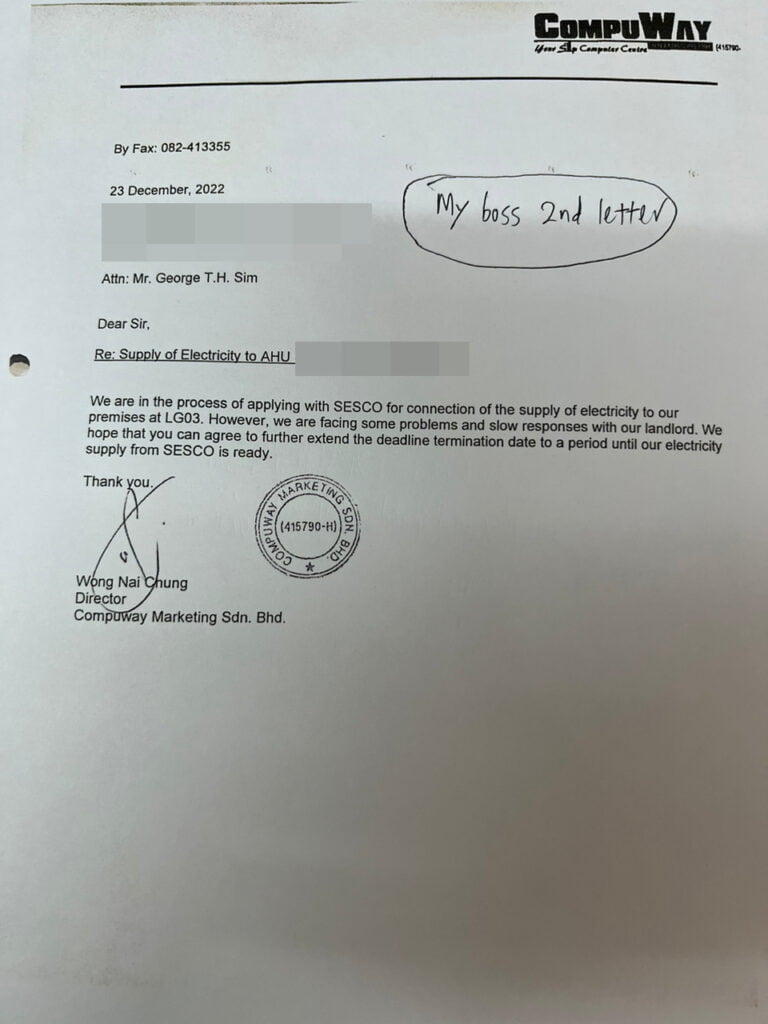 COMPUWAY
Your Computer Centre
(415790-
By Fax: 082-413355
23 December, 2022
My boss 2nd letter
Attn: Mr. George T.H. Sim
Dear Sir,
Re: Supply of Electricity to AHU
We are in the process of applying with SESCO for connection of the supply of electricity to our
premises at LG03. However, we are facing some problems and slow responses with our landlord. We
hope that you can agree to further extend the deadline termination date to a period until our electricity
supply from SESCO is ready.
Thank you.
COMPUWAY MARKETING SDN. BHD.
(415790-H)
Wong Nai Chung
Director
Compuway Marketing Sdn. Bhd.